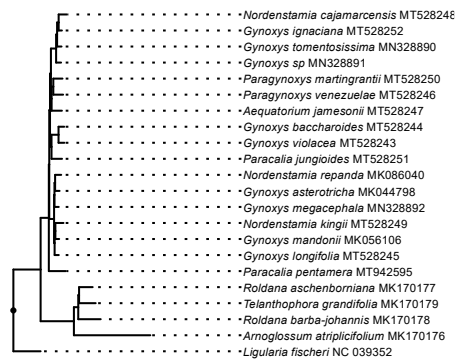 Nordenstamia cajamarcensis MT528248
Gynoxys ignaciana MT528252
Gynoxys tomentosissima MN328890
Gynoxys sp MN328891
Paragynoxys martingrantii MT528250
Paragynoxys venezuelae MT528246
Aequatorium jamesonii MT528247
Gynoxys baccharoides MT528244
Gynoxys violacea MT528243
Paracalia jungioides MT528251
Nordenstamia repanda MK086040
Gynoxys asterotricha MK044798
Gynoxys megacephala MN328892
Nordenstamia kingii MT528249
Gynoxys mandonii MK056106
Gynoxys longifolia MT528245
Paracalia pentamera MT942595
Roldana aschenborniana MK170177
Telanthophora grandifolia MK170179
Roldana barba-johannis MK170178
Arnoglossum atriplicifolium MK170176
Ligularia fischeri NC 039352